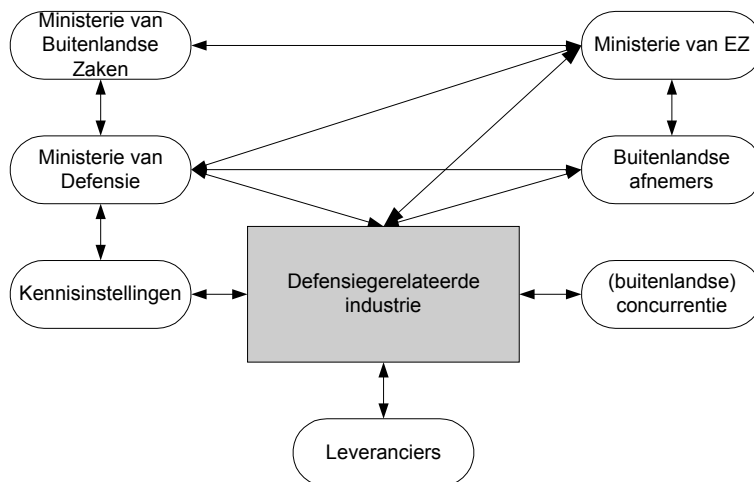 Ministerie van
Buitenlandse
Zaken
Ministerie van EZ
Ministerie van
Defensie
Buitenlandse
afnemers
Kennisinstellingen
Defensiegerelateerde
industrie
(buitenlandse)
concurrentie
Leveranciers